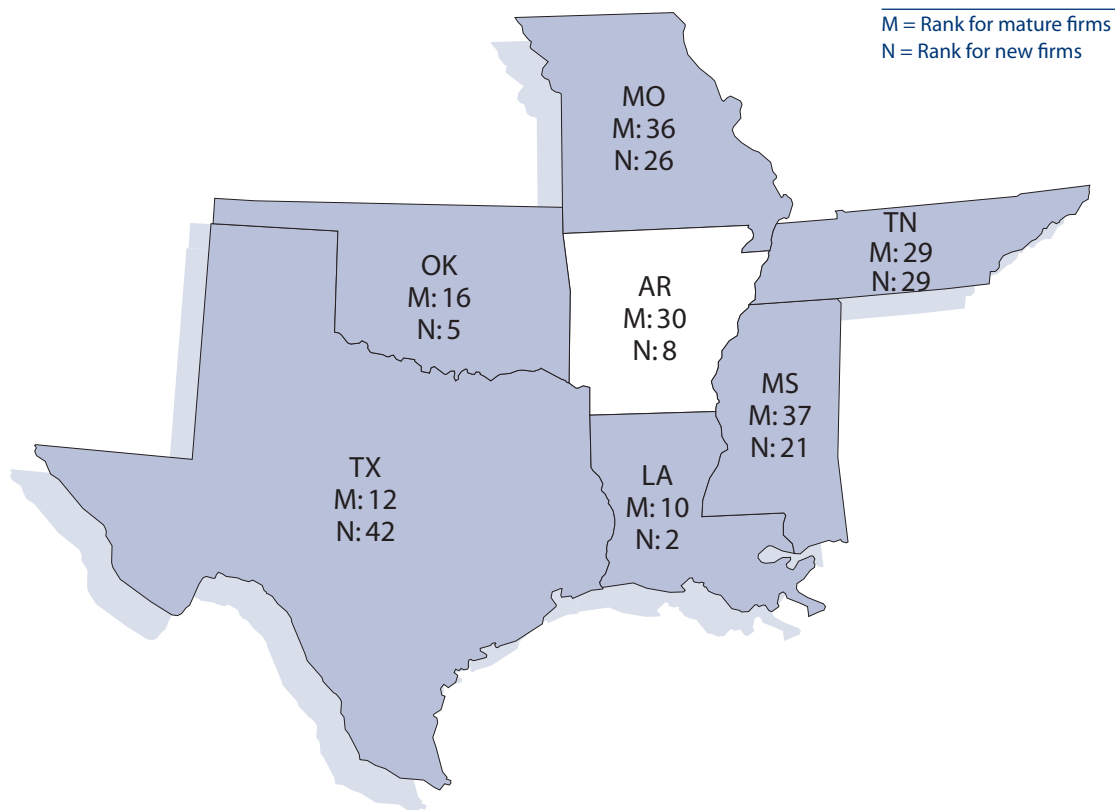 M = Rank for mature firms
N = Rank for new firms
MO
M: 36
N: 26
TN
M: 29
N: 29
OK
M: 16
N: 5
AR
M: 30
N: 8
MS
M: 37
N: 21
TX
M: 12
N: 42
LA
M: 10
N: 2